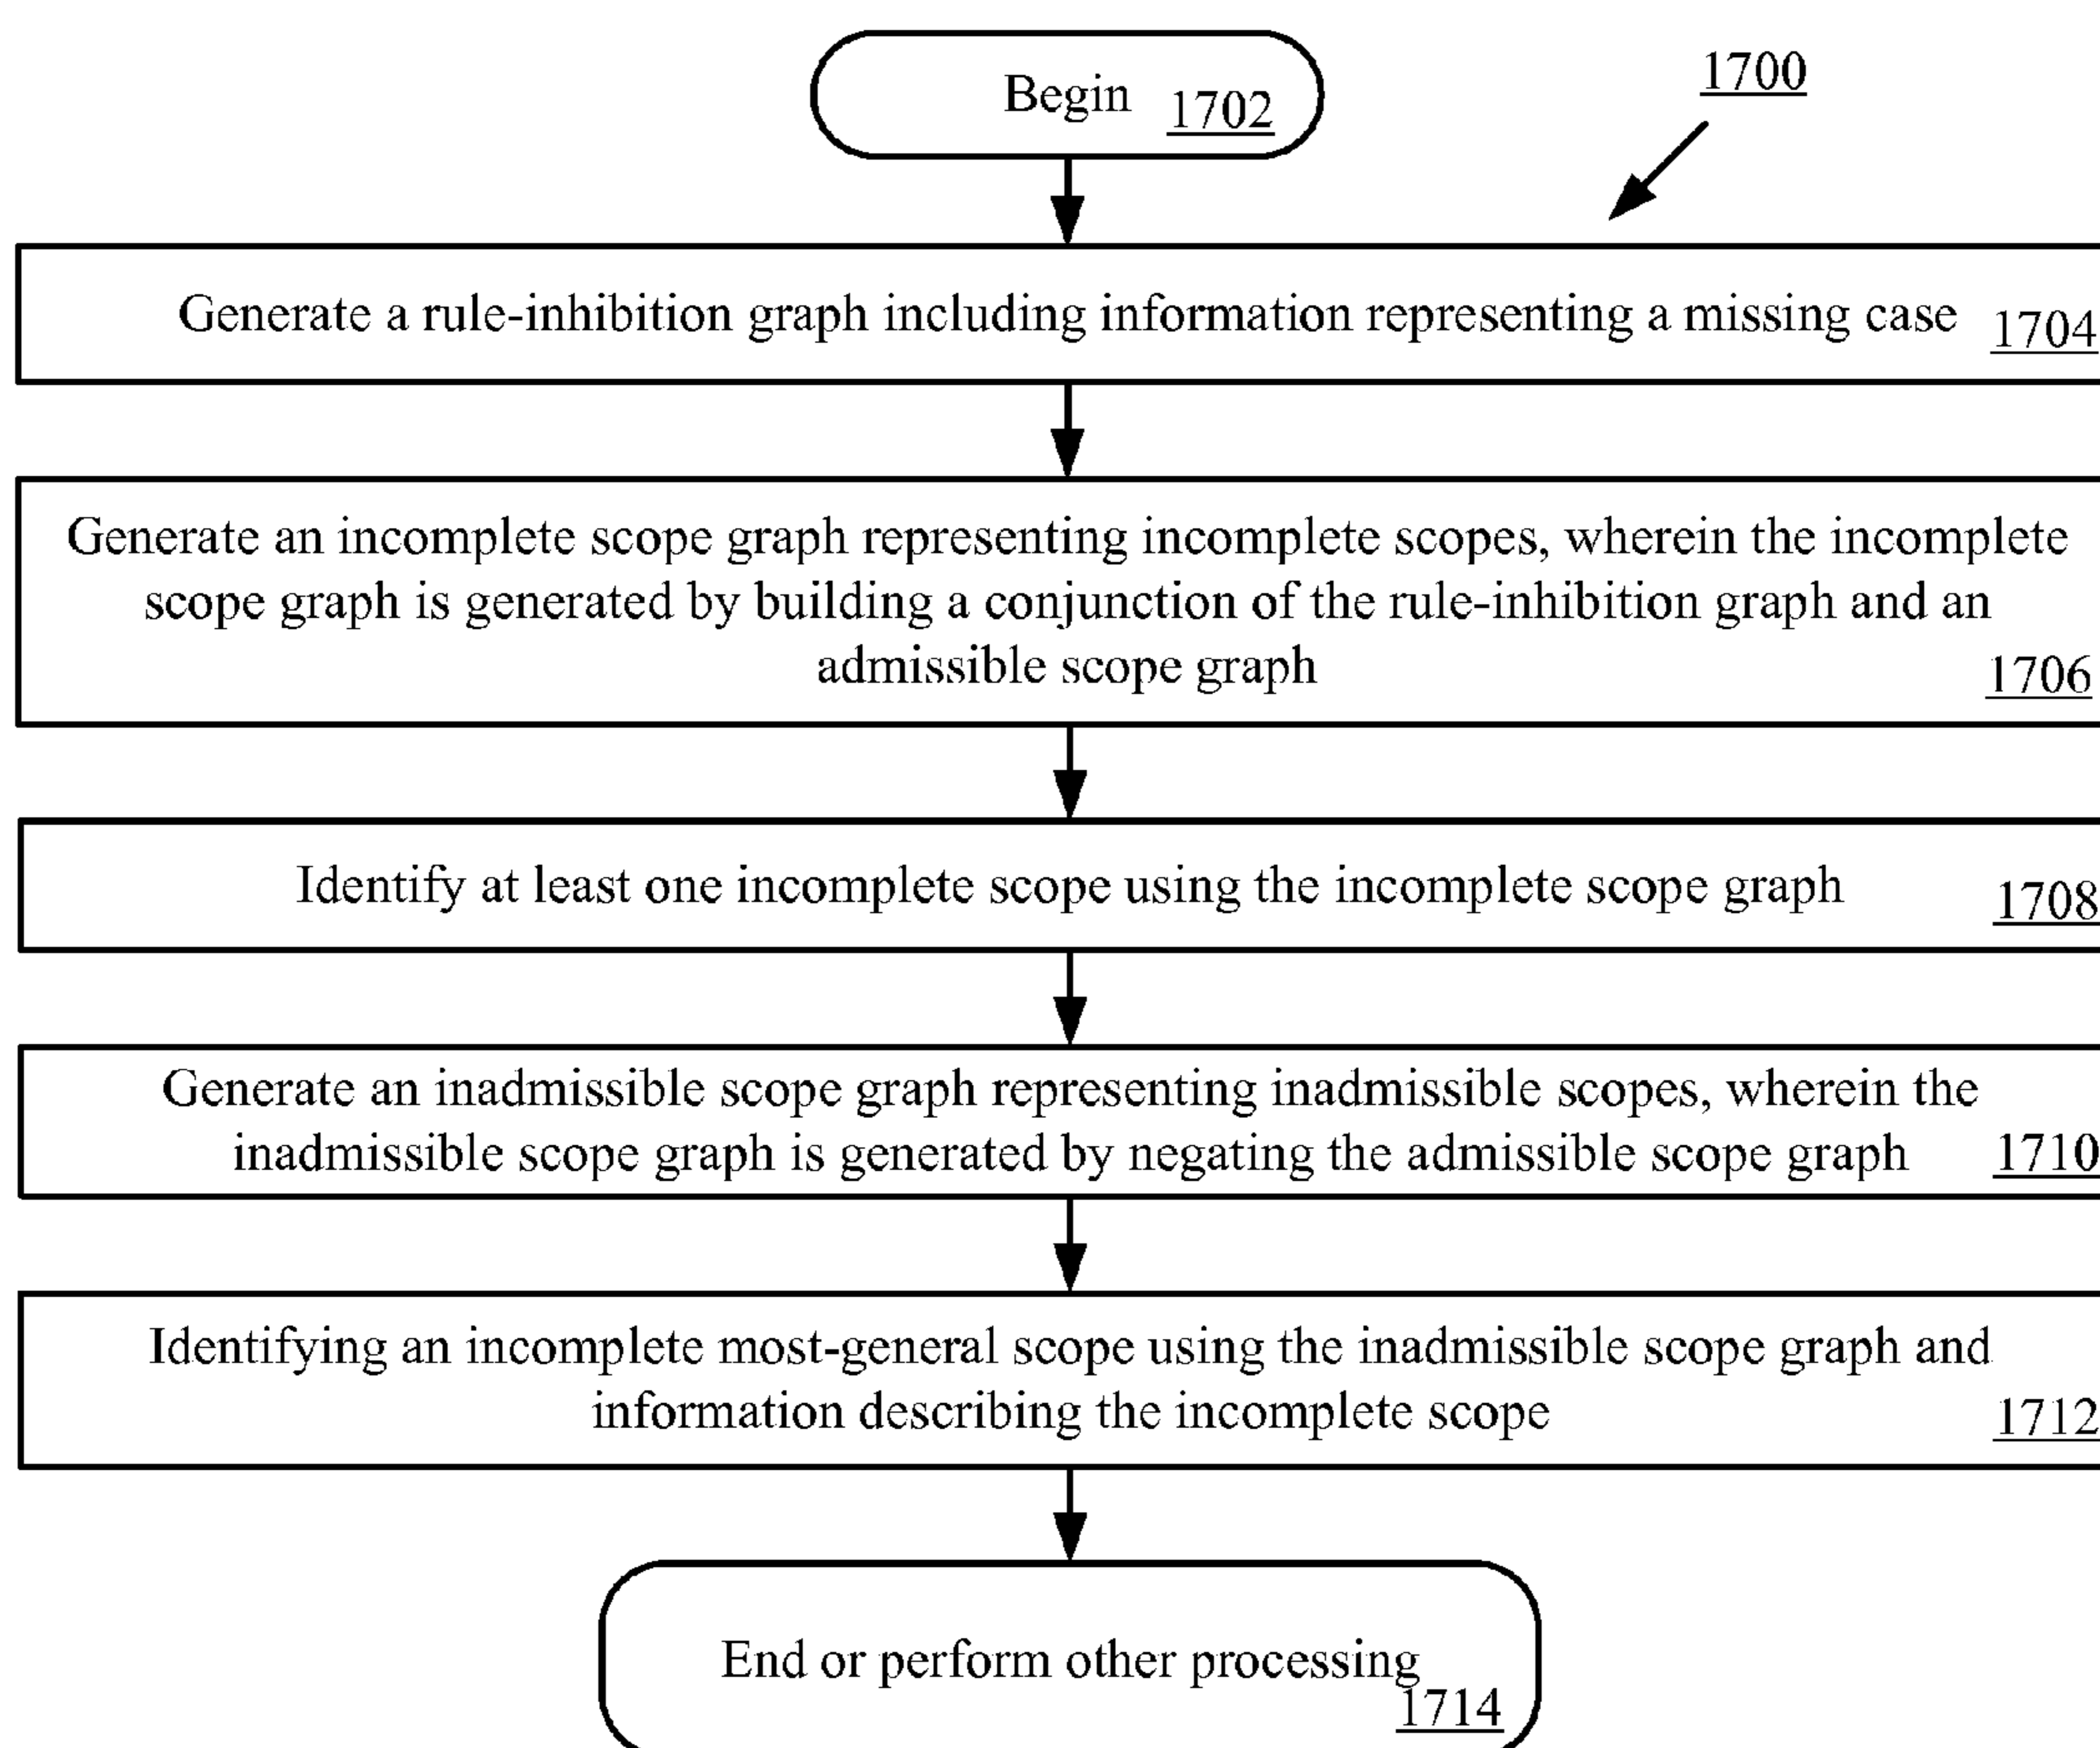 Begin 1702
1700
Generate a rule-inhibition graph including information representing a missing case 1704
Generate an incomplete scope graph representing incomplete scopes, wherein the incomplete
scope graph is generated by building a conjunction of the rule-inhibition graph and an
admissible scope graph
1706
Identify at least one incomplete scope using the incomplete scope graph 1708
Generate an inadmissible scope graph representing inadmissible scopes, wherein the
inadmissible scope graph is generated by negating the admissible scope graph 1710
Identifying an incomplete most-general scope using the inadmissible scope graph and
information describing the incomplete scope 1712
End or perform other processing
1714